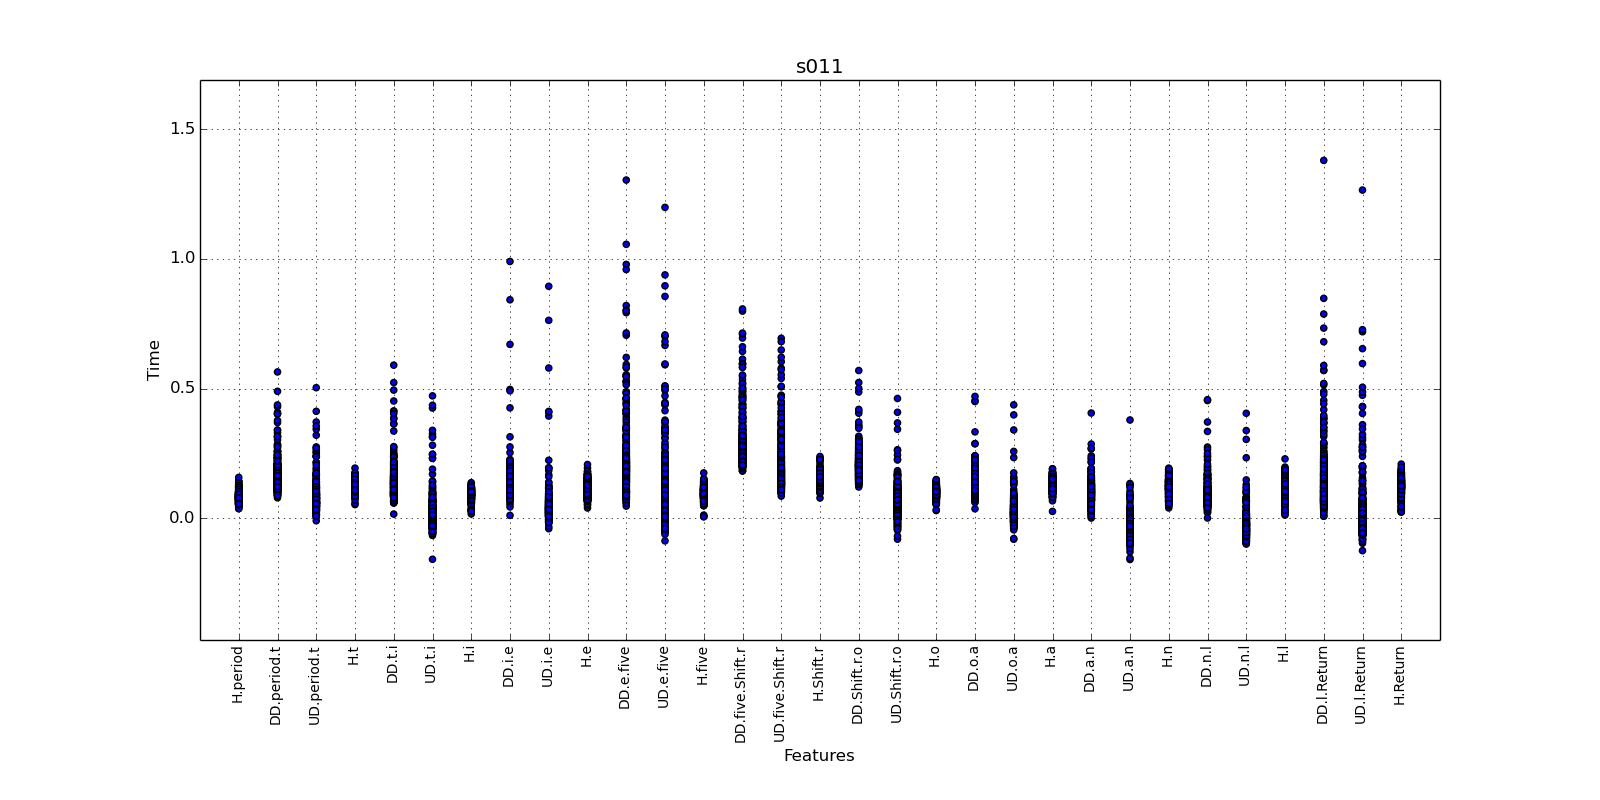 s011
Time
1.5
1.0
0.5
0.0
H.period
DD.period.t
UD.period.t
H.t
DD.t.i
UD.t.i
H.i
DD.i.e
UD.i.e
H.e
DD.e.five
UD.e.five
H.five
DD.five.Shift.r
UD.five.Shift.r
H.Shift.r
DD.Shift.r.o
UD.Shift.r.o
H.o
DD.o.a
UD.o.a
H.a
DD.a.n
UD.a.n
H.n
DD.n.l
UD.n.l
H.l
DD.l.Return
UD.l.Return
H.Return
Features